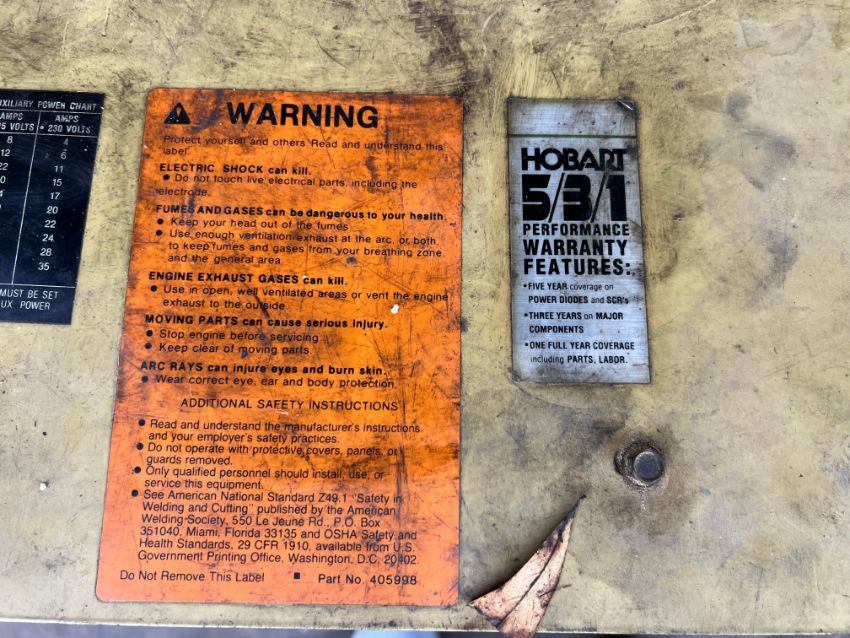 UXILIARY POWER CHART
AMPS AMPS
5 VOLTS • 230 VOLTS
8 4
12 6
22 11
0 15
4 17
20
22
24
28
35
MUST BE SET
UX POWER
WARNING
Protect yourself and others Read and understand this
label.
ELECTRIC SHOCK can kill.
• Do not touch live electrical parts, including the
electrode.
FUMES AND GASES can be dangerous to your health.
• Keep your head out of the fumes
• Use enough ventilation exhaust at the arc, or both,
to keep fumes and gases from your breathing zone
and the general area
ENGINE EXHAUST GASES can kill.
• Use in open, well ventilated areas or vent the engine
exhaust to the outside
MOVING PARTS can cause serious injury.
• Stop engine before servicing
• Keep clear of moving parts
ARC RAYS can injure eyes and burn skin.
• Wear correct eye, ear and body protection
ADDITIONAL SAFETY INSTRUCTIONS
• Read and understand the manufacturer's instructions
and your employer's safety practices.
• Do not operate with protective covers, panels, or
guards removed.
• Only qualified personnel should install, use, or
service this equipment.
• See American National Standard Z49.1 "Safety in
Welding and Cutting" published by the American
Welding Society, 550 Le Jeune Rd., P.O. Box
351040, Miami, Florida 33135 and OSHA Safety and
Health Standards, 29 CFR 1910, available from U.S.
Government Printing Office, Washington, D.C. 20402.
Do Not Remove This Label ■ Part No. 405998
HOBART
5/3/1
PERFORMANCE
WARRANTY
FEATURES:
• FIVE YEAR coverage on
POWER DIODES and SCR's
• THREE YEARS on MAJOR
COMPONENTS
• ONE FULL YEAR COVERAGE
including PARTS, LABOR.